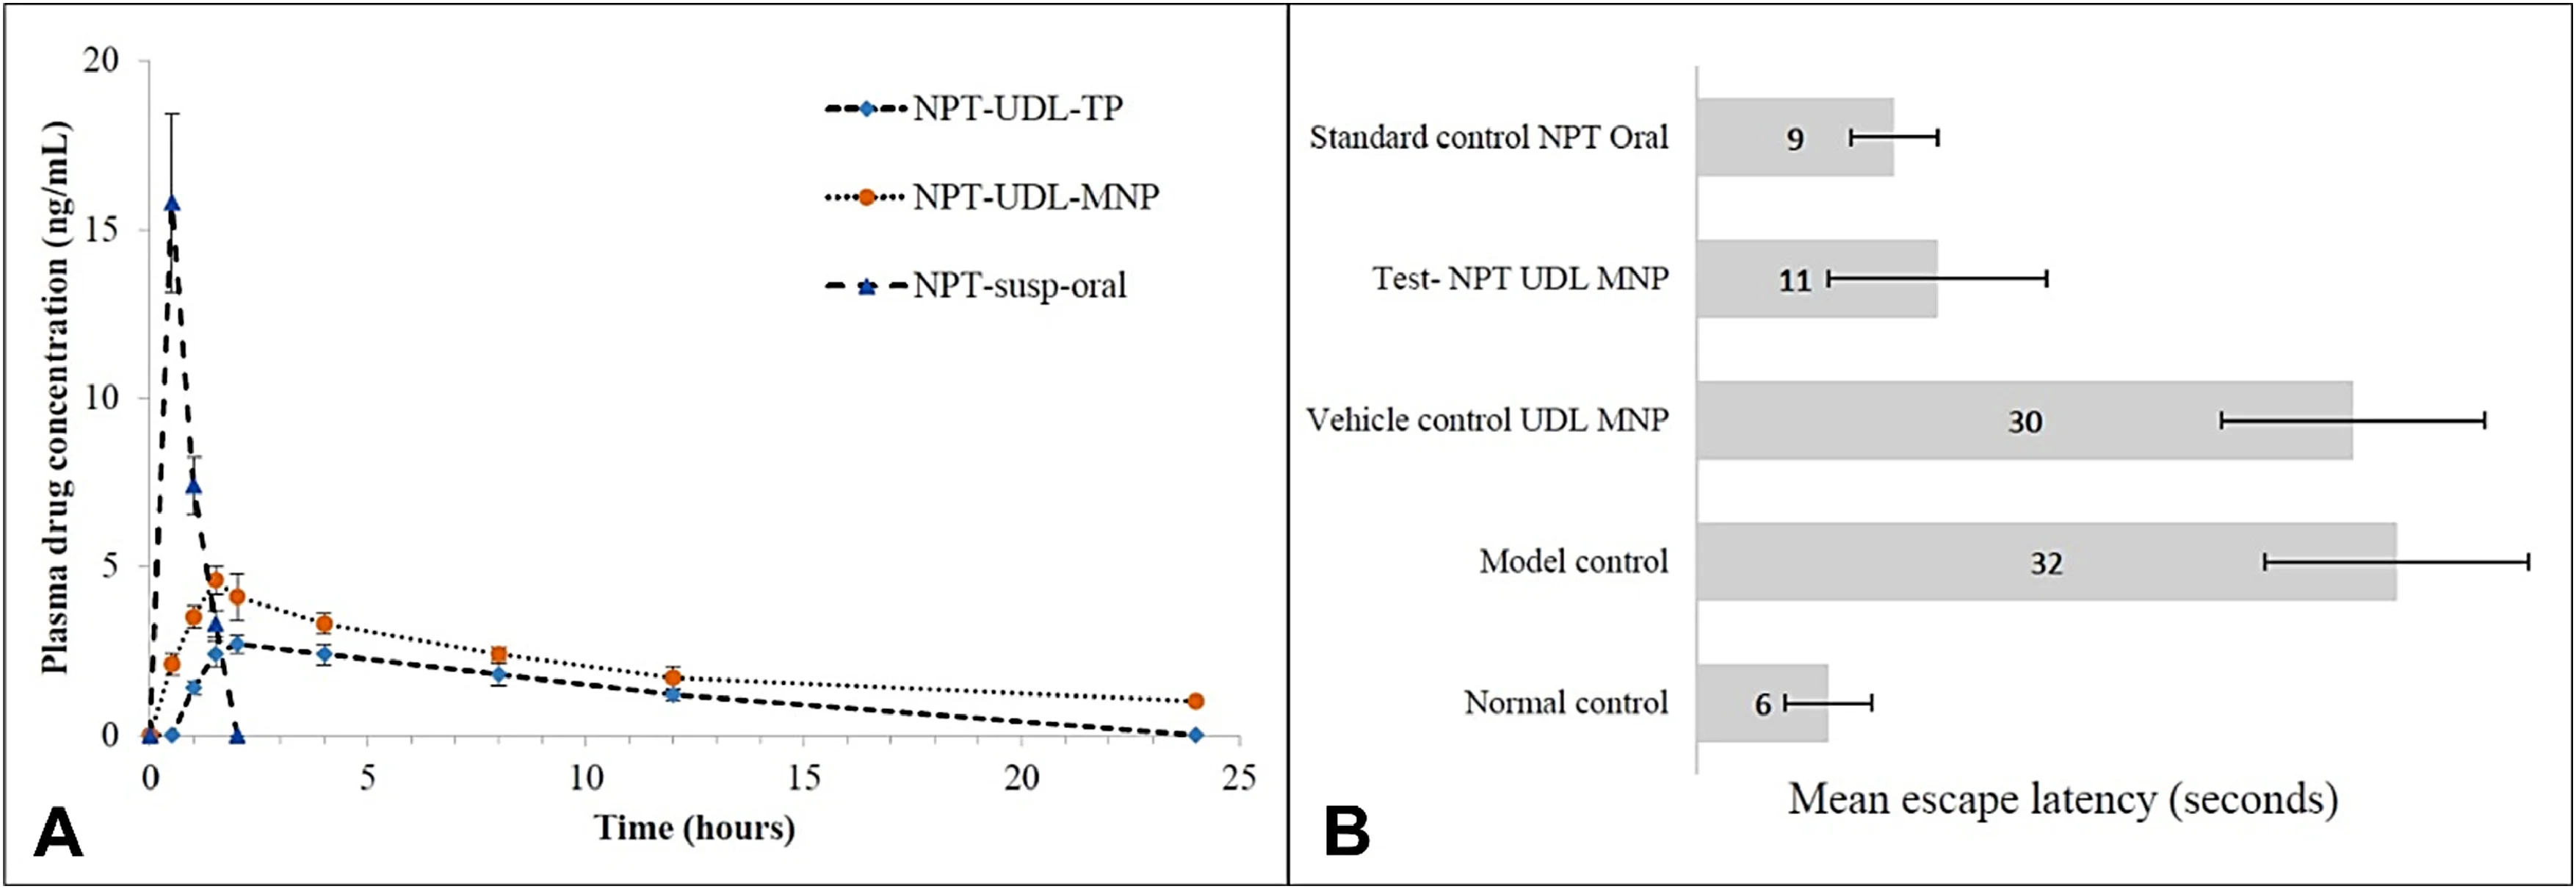 20
15
10
5
0
0 5 10 15 20 25
Plasma drug concentration (ng/mL)
Time (hours)
NPT-UDL-TP
NPT-UDL-MNP
NPT-susp-oral
A
Standard control NPT Oral 9
Test- NPT UDL MNP 11
Vehicle control UDL MNP 30
Model control 32
Normal control 6
Mean escape latency (seconds)
B